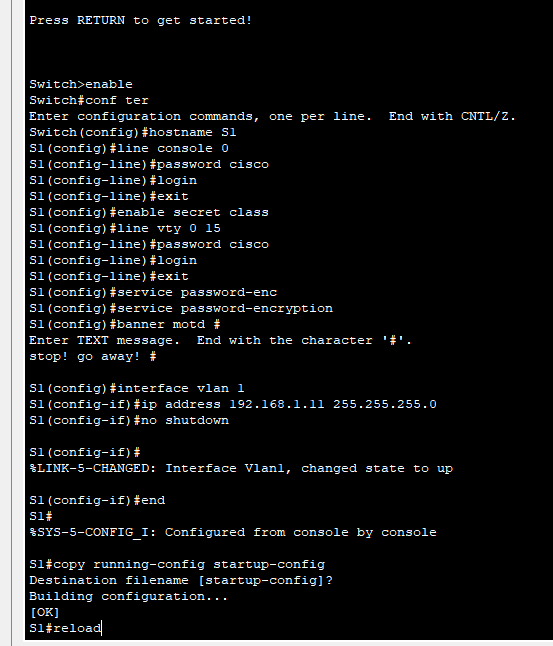 Press RETURN to get started!
Switch>enable
Switch#conf ter
Enter configuration commands, one per line.  End with CNTL/Z.
Switch(config)#hostname S1
S1(config)#line console 0
S1(config-line)#password cisco
S1(config-line)#login
S1(config-line)#exit
S1(config)#enable secret class
S1(config)#line vty 0 15
S1(config-line)#password cisco
S1(config-line)#login
S1(config-line)#exit
S1(config)#service password-enc
S1(config)#service password-encryption
S1(config)#banner motd #
Enter TEXT message.  End with the character '#'.
stop! go away! #
S1(config)#interface vlan 1
S1(config-if)#ip address 192.168.1.11 255.255.255.0
S1(config-if)#no shutdown
S1(config-if)#
%LINK-5-CHANGED: Interface Vlan1, changed state to up
S1(config-if)#end
S1#
%SYS-5-CONFIG_I: Configured from console by console
S1#copy running-config startup-config
Destination filename [startup-config]?
Building configuration...
[OK]
S1#reload